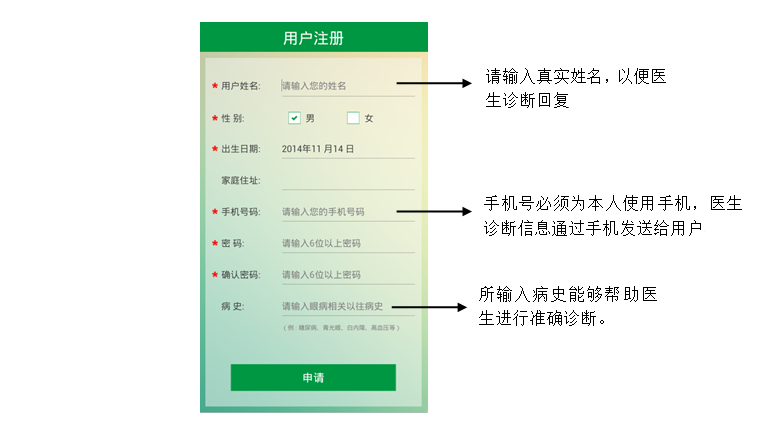 用户注册
* 用户姓名: 请输入您的姓名
请输入真实姓名，以便医
生诊断回复
* 性 别: 男 女
* 出生日期: 2014年11月14日
家庭住址:
* 手机号码: 请输入您的手机号码
手机号必须为本人使用手机，医生
诊断信息通过手机发送给用户
* 密 码: 请输入6位以上密码
* 确认密码: 请输入6位以上密码
病 史: 请输入眼病相关以往病史
所输入病史能够帮助医
生进行准确诊断。
（例：糖尿病、青光眼、白内障、高血压等）
申请